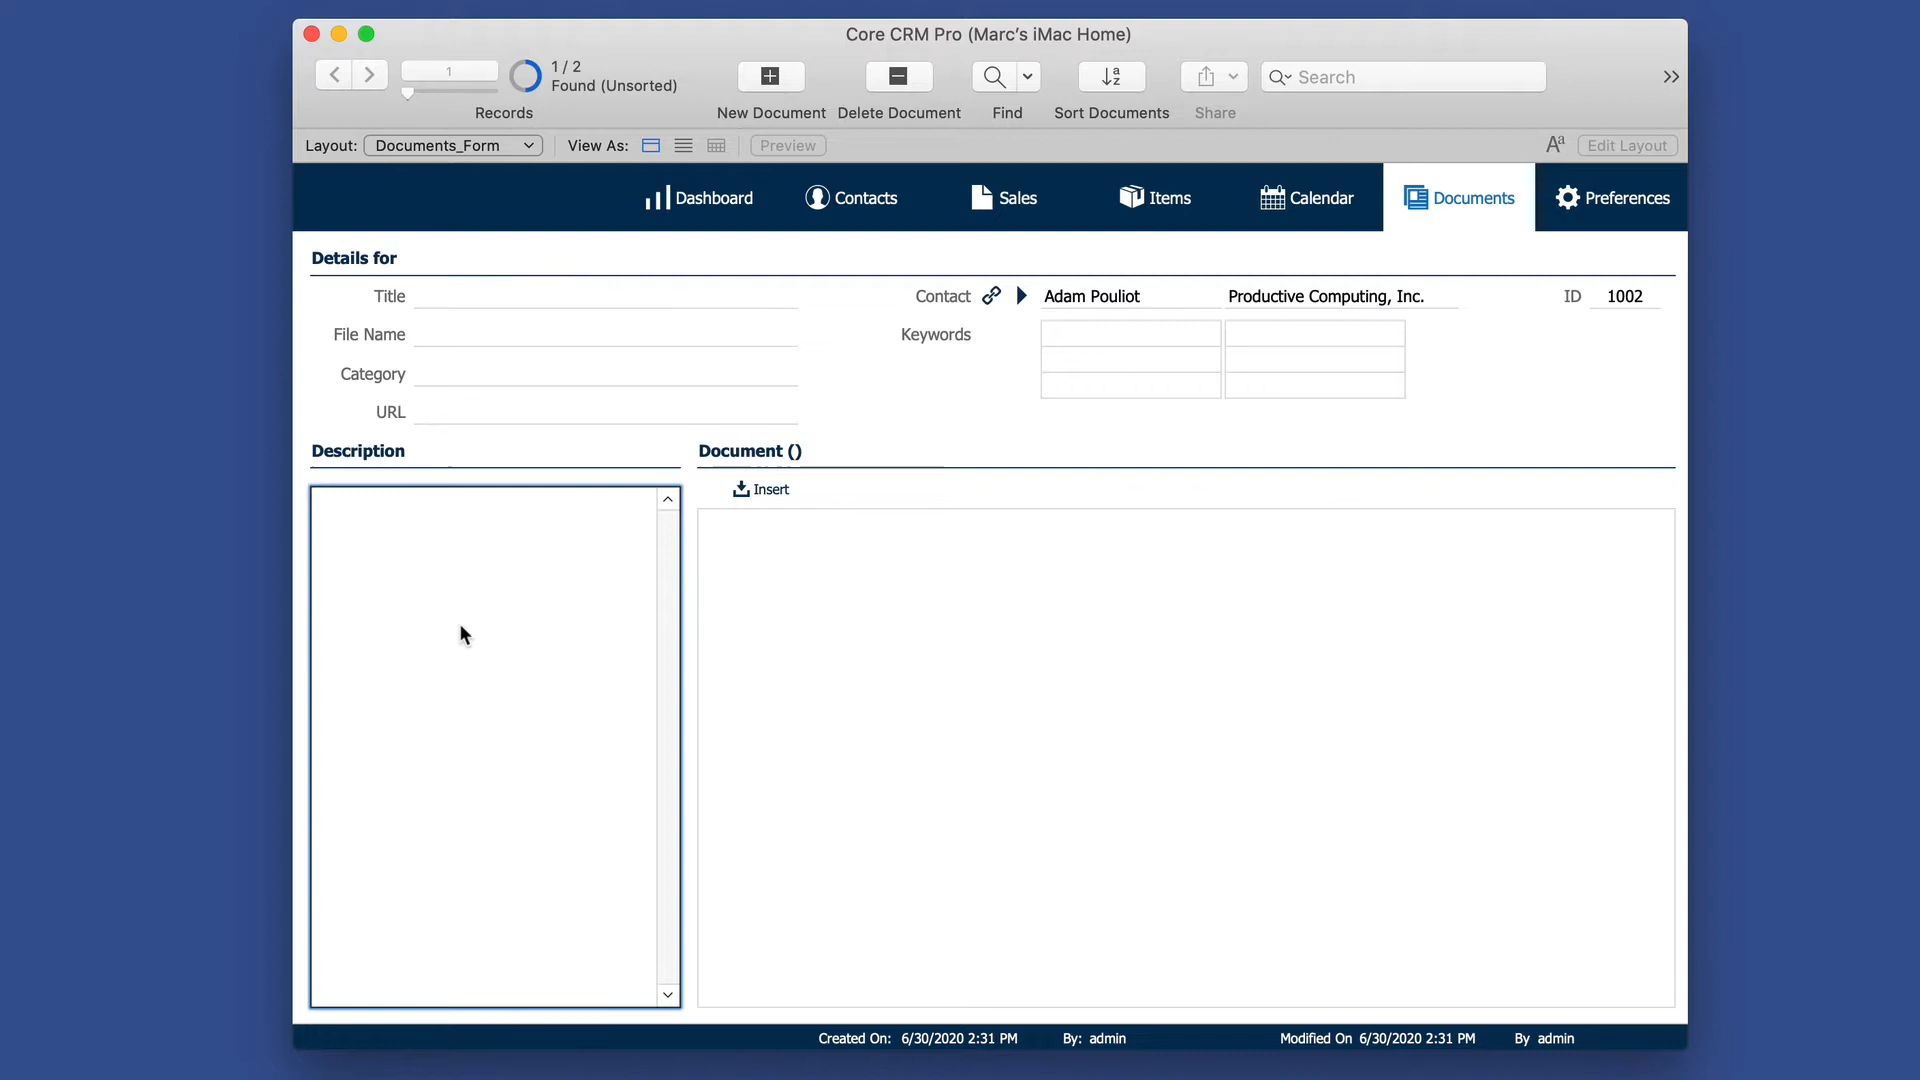 Core CRM Pro (Marc's iMac Home)
1
1 / 2
Found (Unsorted)
Search
Records
New Document
Delete Document
Find
Sort Documents
Share
Layout: Documents_Form
View As:
Preview
Aa
Edit Layout
Dashboard
Contacts
Sales
Items
Calendar
Documents
Preferences
Details for
Title
Contact Adam Pouliot Productive Computing, Inc.
ID 1002
File Name
Keywords
Category
URL
Description
Document ()
Insert
Created On: 6/30/2020 2:31 PM By: admin Modified On 6/30/2020 2:31 PM By admin